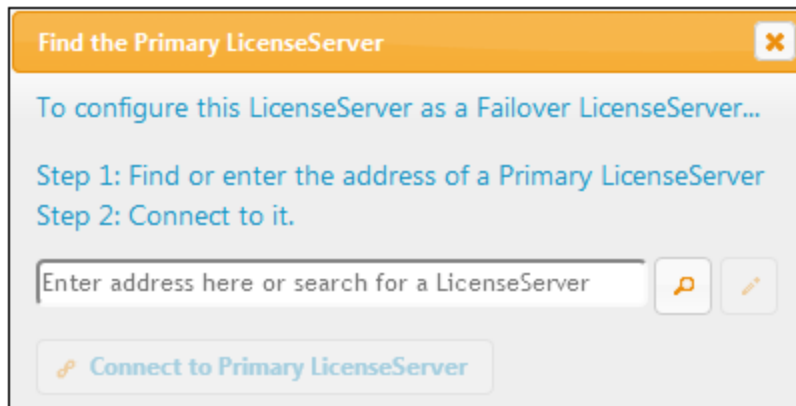 Find the Primary LicenseServer
To configure this LicenseServer as a Failover LicenseServer...
Step 1: Find or enter the address of a Primary LicenseServer
Step 2: Connect to it.
Enter address here or search for a LicenseServer
Connect to Primary LicenseServer